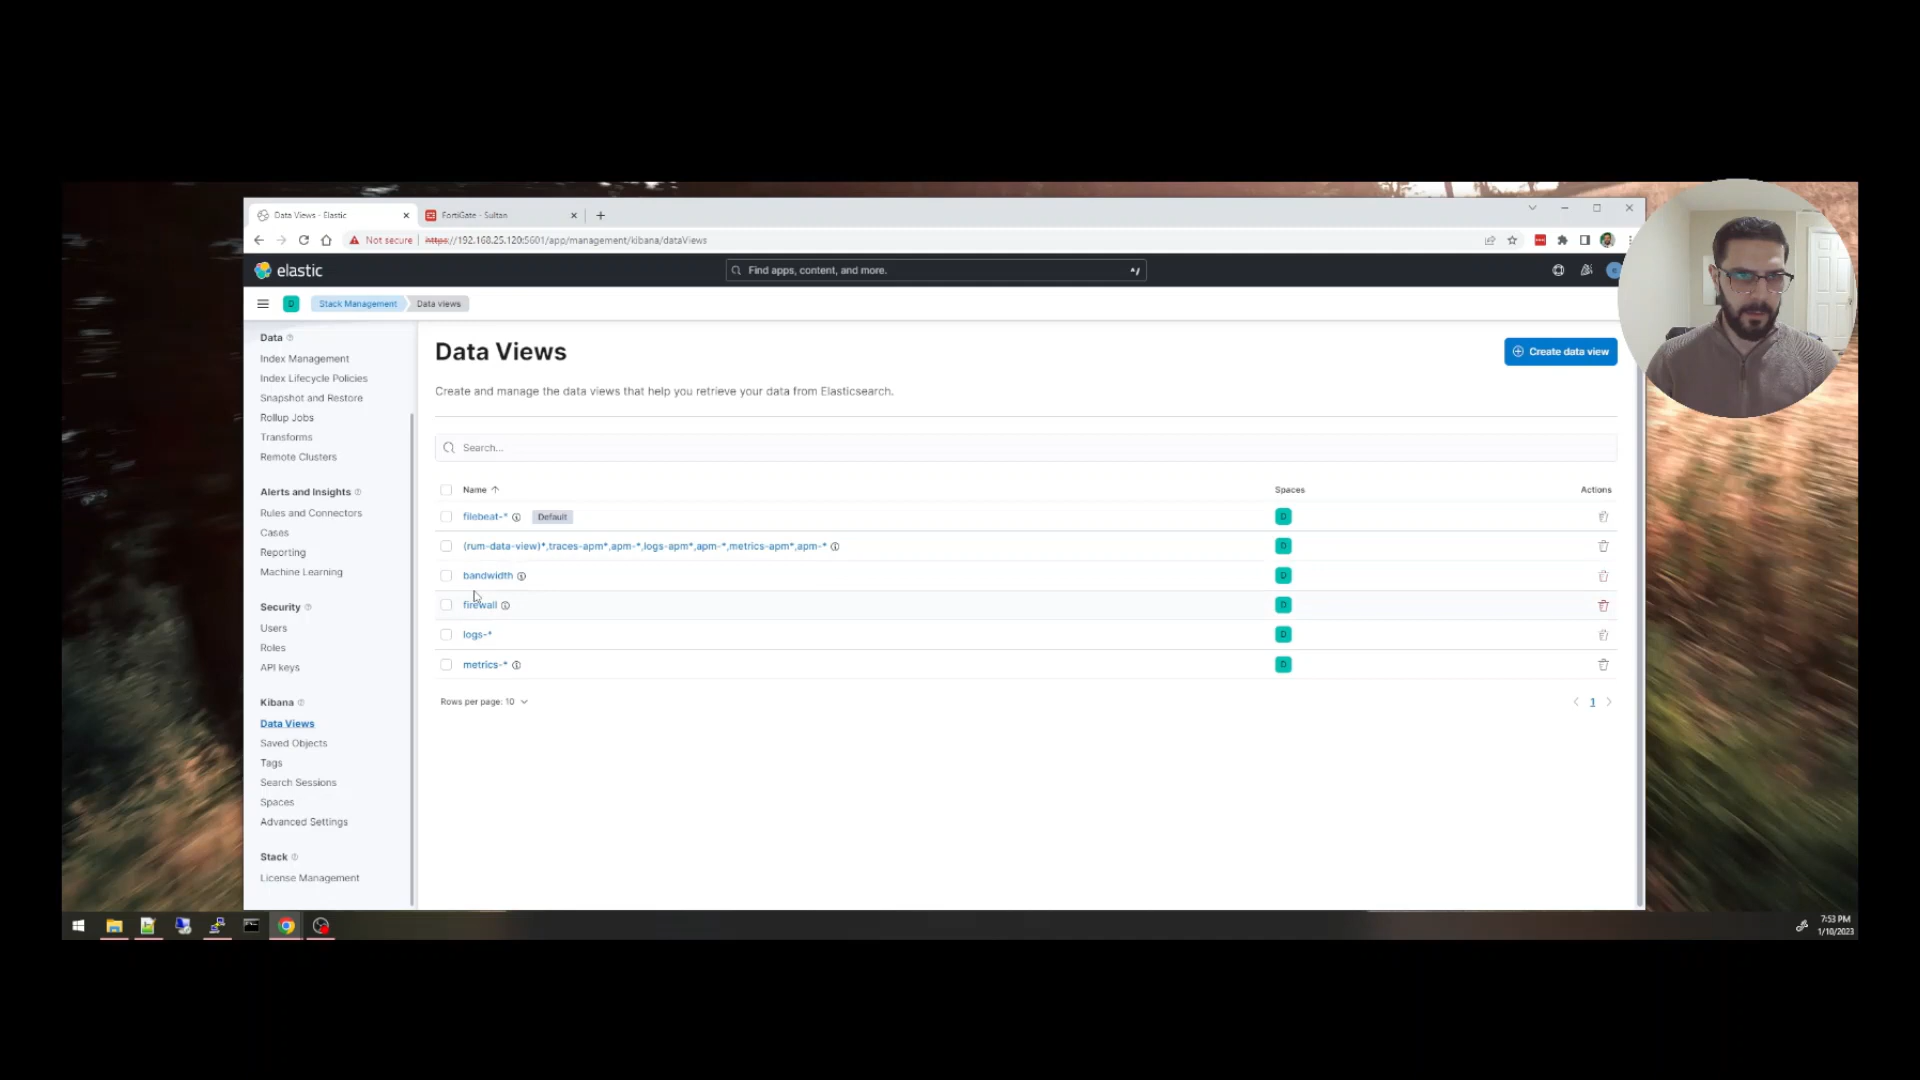 Data Views - Elastic
FortiGate - Sultan
Not secure https://192.168.25.120:5601/app/management/kibana/dataViews
elastic
Find apps, content, and more. ^/
D Stack Management Data views
Data
Index Management
Index Lifecycle Policies
Snapshot and Restore
Rollup Jobs
Transforms
Remote Clusters
Alerts and Insights
Rules and Connectors
Cases
Reporting
Machine Learning
Security
Users
Roles
API keys
Kibana
Data Views
Saved Objects
Tags
Search Sessions
Spaces
Advanced Settings
Stack
License Management
Data Views
Create data view
Create and manage the data views that help you retrieve your data from Elasticsearch.
Search...
Name Spaces Actions
filebeat-* Default D
(rum-data-view)*,traces-apm*,apm-*,logs-apm*,apm-*,metrics-apm*,apm-* D
bandwidth D
firewall D
logs-* D
metrics-* D
Rows per page: 10
1
7:53 PM
1/10/2023